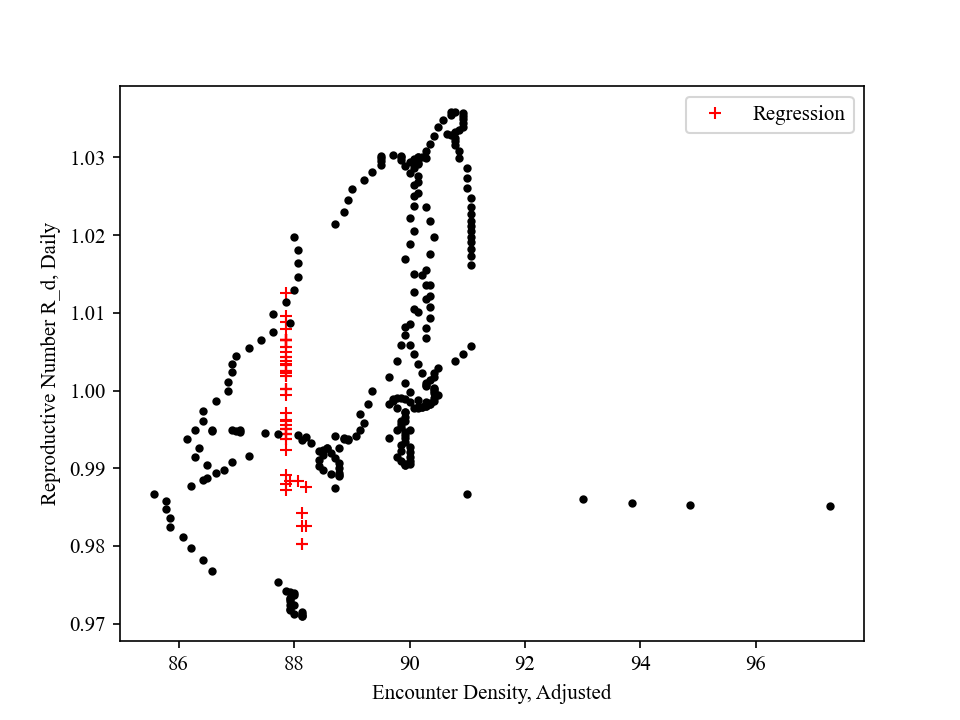 Regression
Reproductive Number R_d, Daily
1.03
1.02
1.01
1.00
0.99
0.98
0.97
86 88 90 92 94 96
Encounter Density, Adjusted